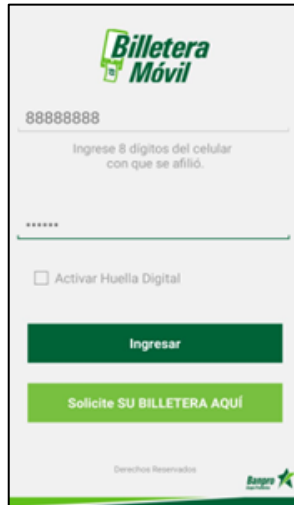 Billetera
Móvil
88888888
Ingrese 8 dígitos del celular
con que se afilió.
••••••
Activar Huella Digital
Ingresar
Solicite SU BILLETERA AQUÍ
Derechos Reservados
Banpro